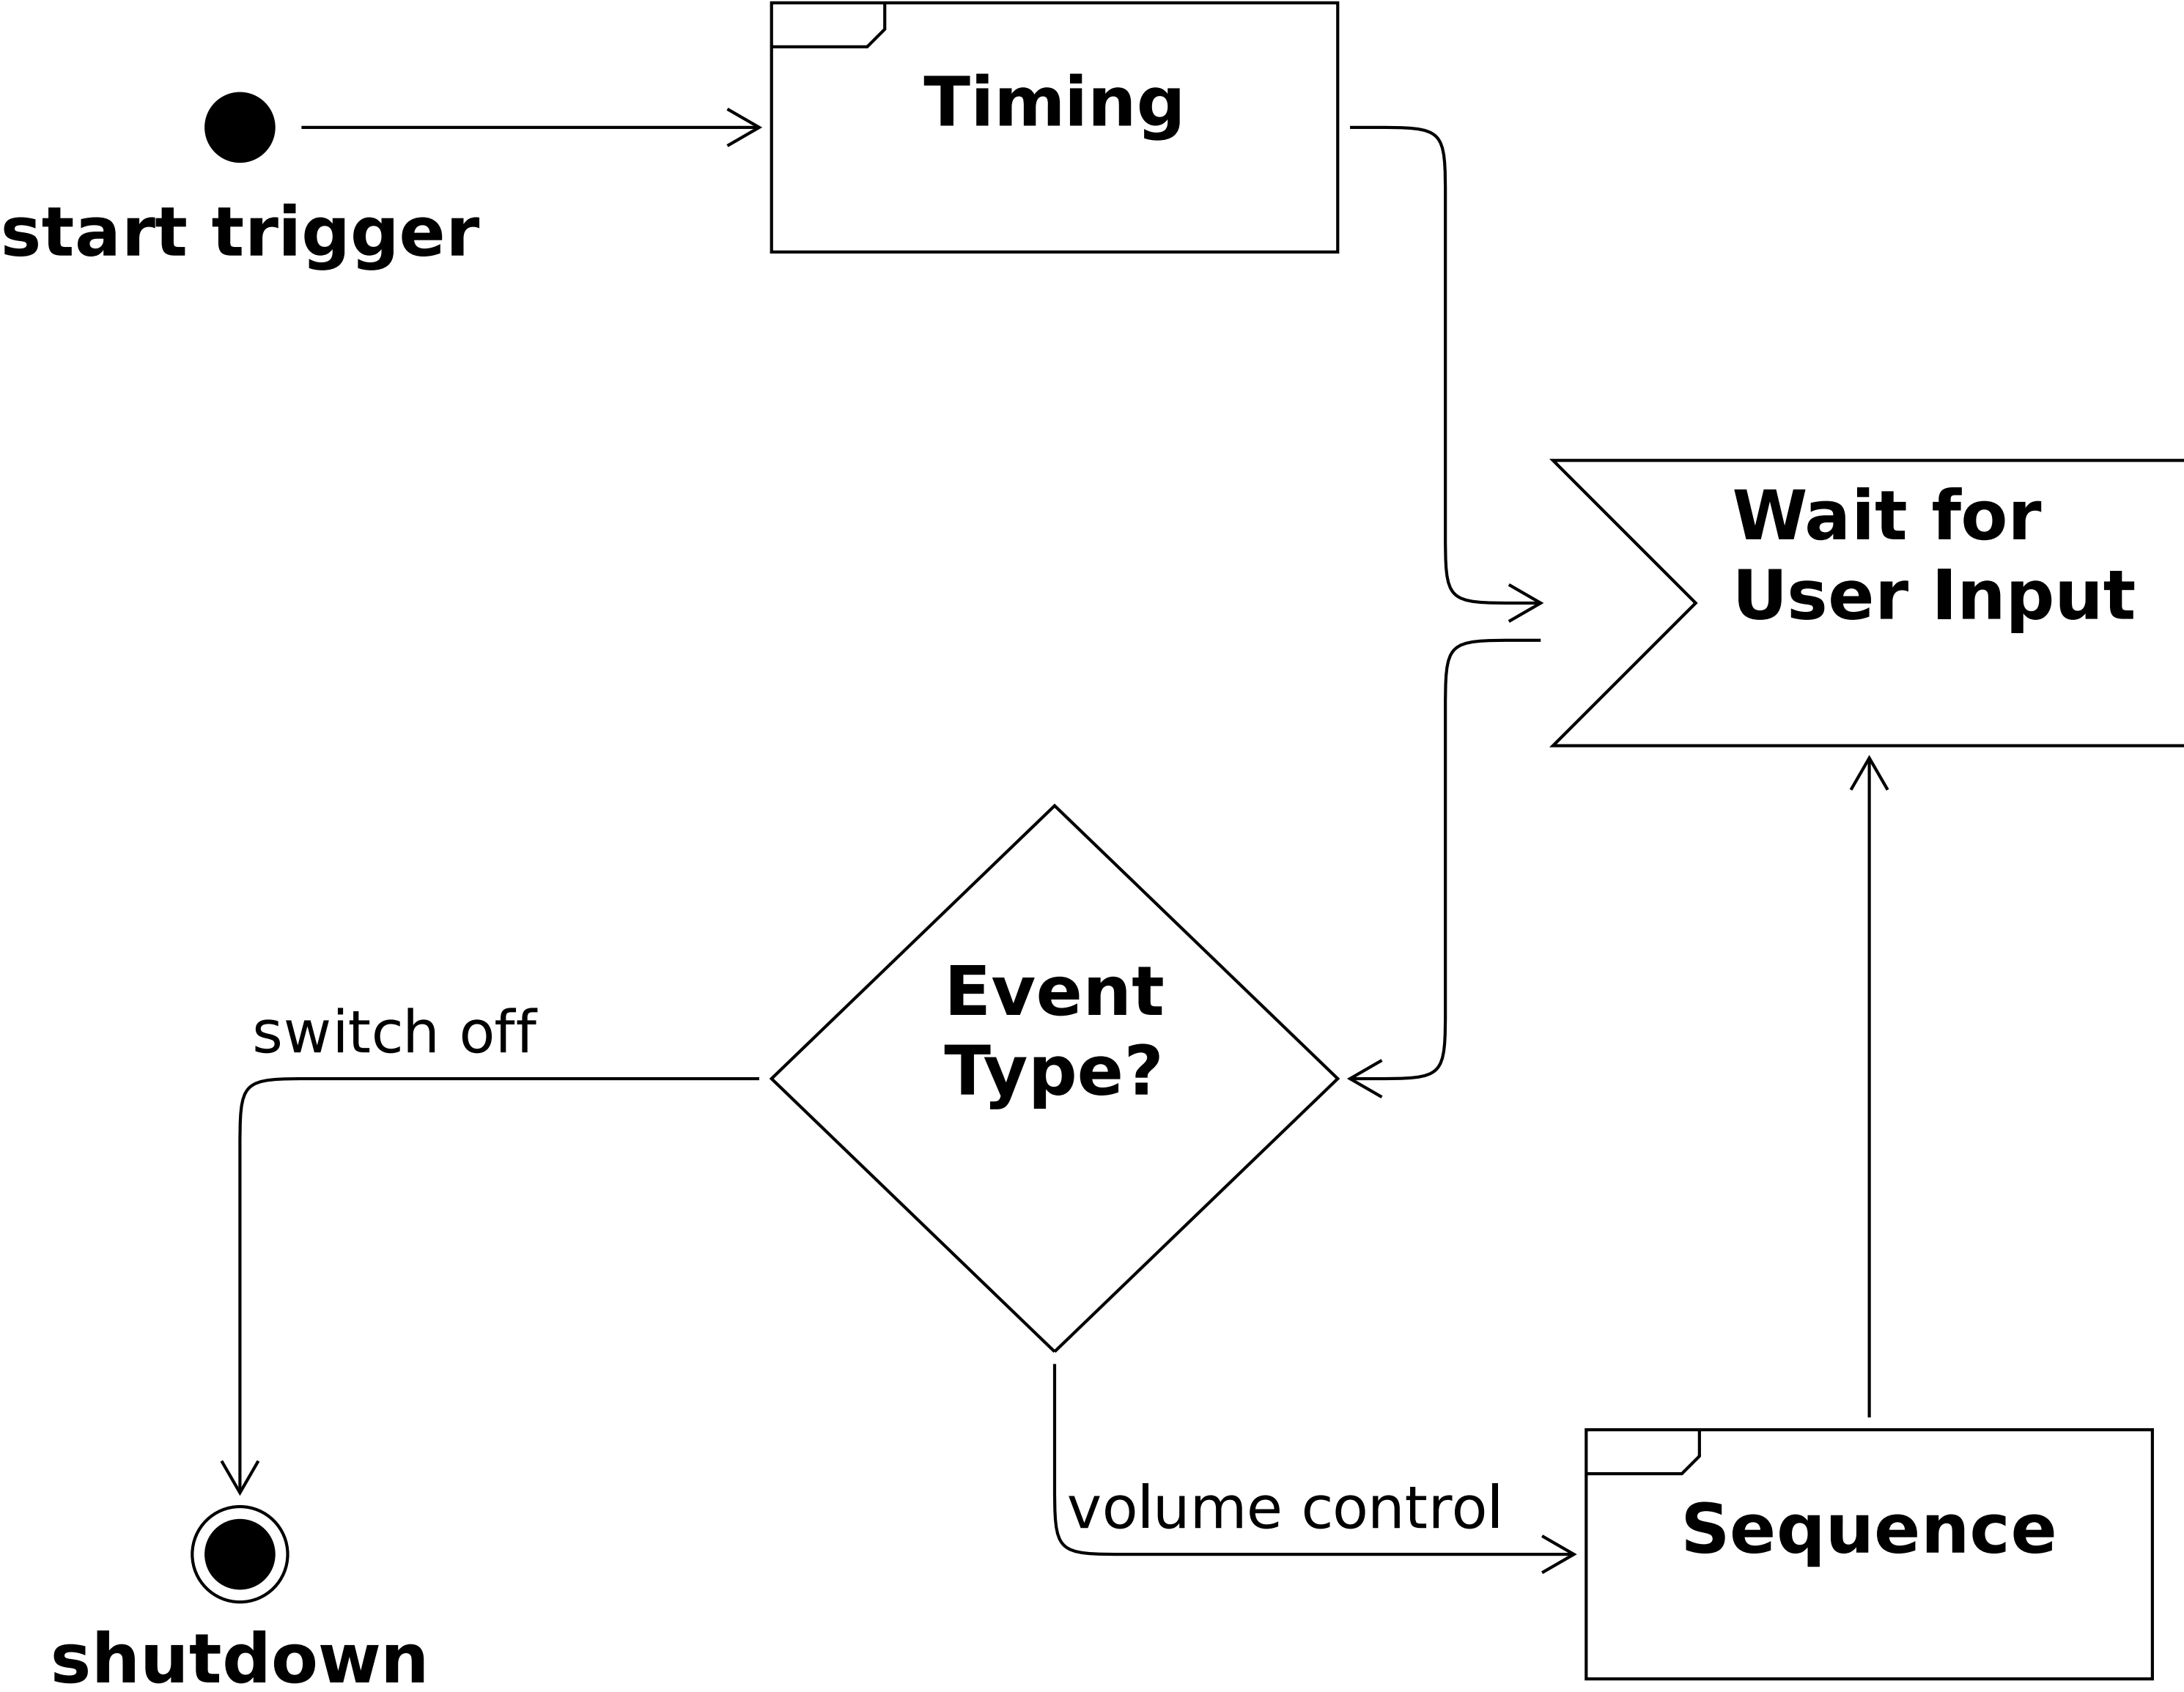 Timing
start trigger
Wait for
User Input
Event
Type?
switch off
volume control
Sequence
shutdown